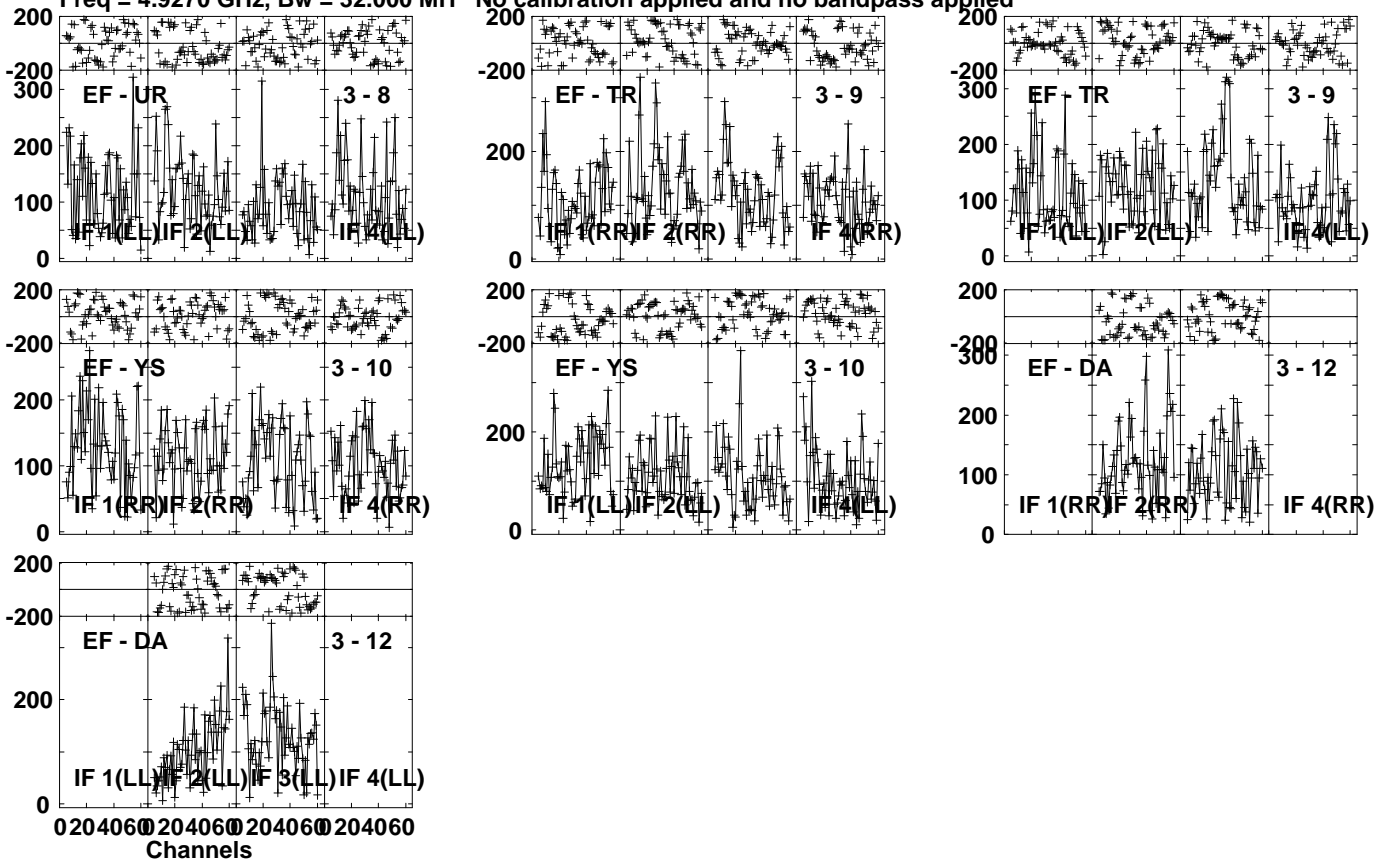 Freq = 4.9270 GHz, Bw = 32.000 MH No calibration applied and no bandpass applied
200
-200
300
200
100
0
EF - UR
3 - 8
IF 1(LL)
IF 2(LL)
IF 4(LL)
200
-200
200
0
EF - TR
3 - 9
IF 1(RR)
IF 2(RR)
IF 4(RR)
200
-200
300
200
100
0
EF - TR
3 - 9
IF 1(LL)
IF 2(LL)
IF 4(LL)
200
-200
200
100
0
EF - YS
3 - 10
IF 1(RR)
IF 2(RR)
IF 4(RR)
200
-200
200
0
EF - YS
3 - 10
IF 1(LL)
IF 2(LL)
IF 4(LL)
200
-200
300
200
100
0
EF - DA
3 - 12
IF 1(RR)
IF 2(RR)
IF 4(RR)
200
-200
200
0
EF - DA
3 - 12
IF 1(LL)
IF 2(LL)
IF 3(LL)
IF 4(LL)
0 20 40 60 0 20 40 60 0 20 40 60 0 20 40 60
Channels